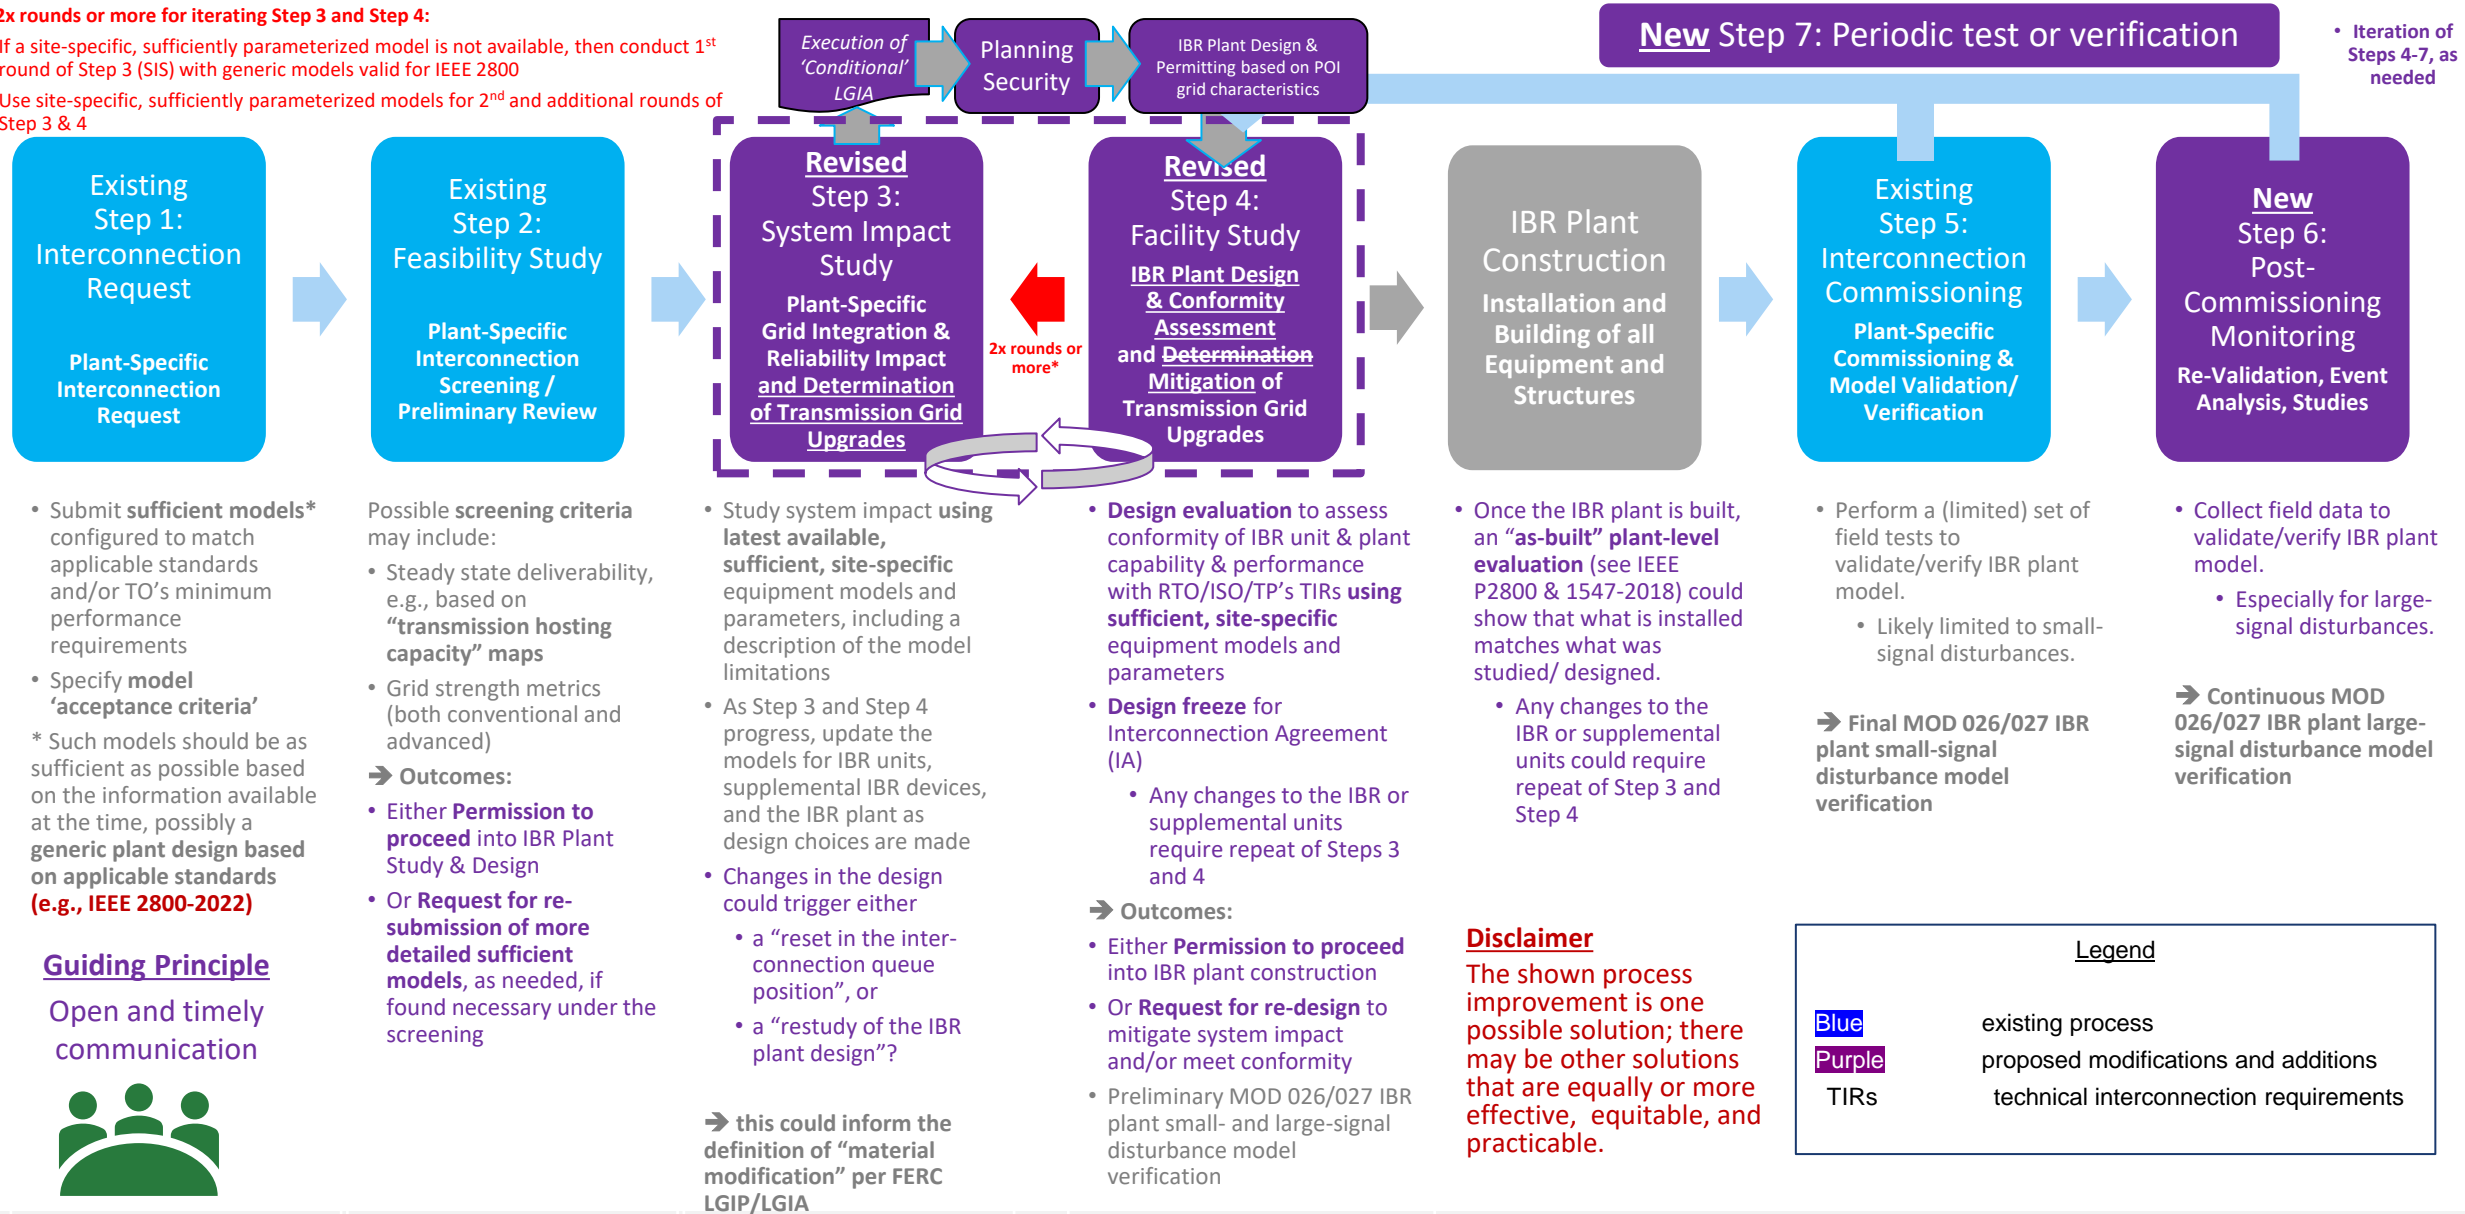 2x rounds or more for iterating Step 3 and Step 4:
If a site-specific, sufficiently parameterized model is not available, then conduct 1st
round of Step 3 (SIS) with generic models valid for IEEE 2800
Use site-specific, sufficiently parameterized models for 2nd and additional rounds of
Step 3 & 4
Execution of
‘Conditional’
LGIA
Planning
Security
IBR Plant Design &
Permitting based on POI
grid characteristics
New Step 7: Periodic test or verification
• Iteration of
Steps 4-7, as
needed
Existing
Step 1:
Interconnection
Request
Plant-Specific
Interconnection
Request
Existing
Step 2:
Feasibility Study
Plant-Specific
Interconnection
Screening /
Preliminary Review
Revised
Step 3:
System Impact
Study
Plant-Specific
Grid Integration &
Reliability Impact
and Determination
of Transmission Grid
Upgrades
2x rounds or
more*
Revised
Step 4:
Facility Study
IBR Plant Design
& Conformity
Assessment
and Determination
Mitigation of
Transmission Grid
Upgrades
IBR Plant
Construction
Installation and
Building of all
Equipment and
Structures
Existing
Step 5:
Interconnection
Commissioning
Plant-Specific
Commissioning &
Model Validation/
Verification
New
Step 6:
Post-
Commissioning
Monitoring
Re-Validation, Event
Analysis, Studies
• Submit sufficient models*
configured to match
applicable standards
and/or TO’s minimum
performance
requirements
• Specify model
‘acceptance criteria’
* Such models should be as
sufficient as possible based
on the information available
at the time, possibly a
generic plant design based
on applicable standards
(e.g., IEEE 2800-2022)
Guiding Principle
Open and timely
communication
Possible screening criteria
may include:
• Steady state deliverability,
e.g., based on
“transmission hosting
capacity” maps
• Grid strength metrics
(both conventional and
advanced)
➔ Outcomes:
• Either Permission to
proceed into IBR Plant
Study & Design
• Or Request for re-
submission of more
detailed sufficient
models, as needed, if
found necessary under the
screening
• Study system impact using
latest available,
sufficient, site-specific
equipment models and
parameters, including a
description of the model
limitations
• As Step 3 and Step 4
progress, update the
models for IBR units,
supplemental IBR devices,
and the IBR plant as
design choices are made
• Changes in the design
could trigger either
• a “reset in the inter-
connection queue
position”, or
• a “restudy of the IBR
plant design”?
➔ this could inform the
definition of “material
modification” per FERC
LGIP/LGIA
• Design evaluation to assess
conformity of IBR unit & plant
capability & performance
with RTO/ISO/TP’s TIRs using
sufficient, site-specific
equipment models and
parameters
• Design freeze for
Interconnection Agreement
(IA)
• Any changes to the IBR or
supplemental units
require repeat of Steps 3
and 4
➔ Outcomes:
• Either Permission to proceed
into IBR plant construction
• Or Request for re-design to
mitigate system impact
and/or meet conformity
• Preliminary MOD 026/027 IBR
plant small- and large-signal
disturbance model
verification
• Once the IBR plant is built,
an “as-built” plant-level
evaluation (see IEEE
P2800 & 1547-2018) could
show that what is installed
matches what was
studied/ designed.
• Any changes to the
IBR or supplemental
units could require
repeat of Step 3 and
Step 4
Disclaimer
The shown process
improvement is one
possible solution; there
may be other solutions
that are equally or more
effective, equitable, and
practicable.
• Perform a (limited) set of
field tests to
validate/verify IBR plant
model.
• Likely limited to small-
signal disturbances.
➔ Final MOD 026/027 IBR
plant small-signal
disturbance model
verification
• Collect field data to
validate/verify IBR plant
model.
• Especially for large-
signal disturbances.
➔ Continuous MOD
026/027 IBR plant large-
signal disturbance model
verification
Legend
Blue existing process
Purple proposed modifications and additions
TIRs technical interconnection requirements